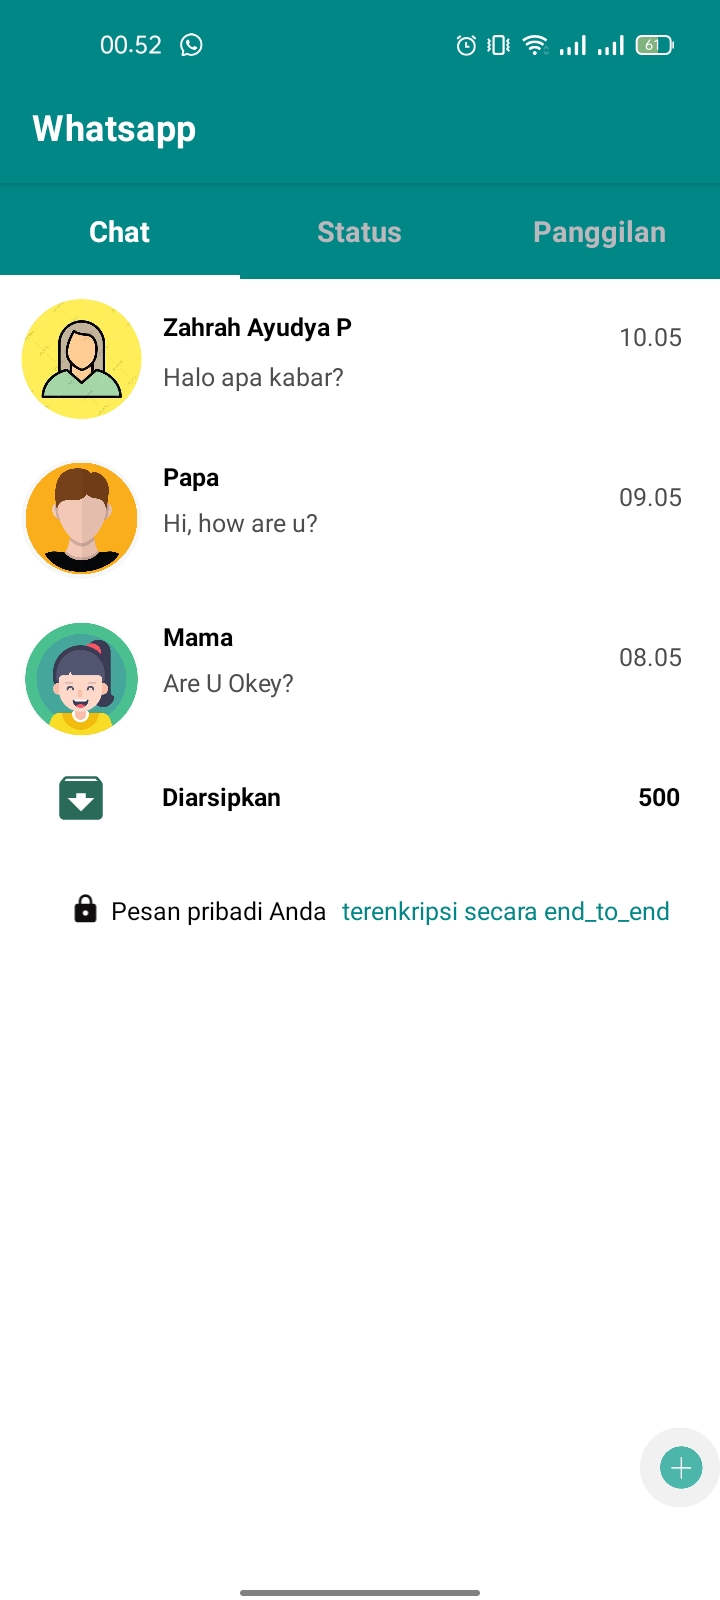 00.52 61
Whatsapp
Chat Status Panggilan
Zahrah Ayudya P
10.05
Halo apa kabar?
Papa
09.05
Hi, how are u?
Mama
08.05
Are U Okey?
Diarsipkan 500
Pesan pribadi Anda terenkripsi secara end_to_end